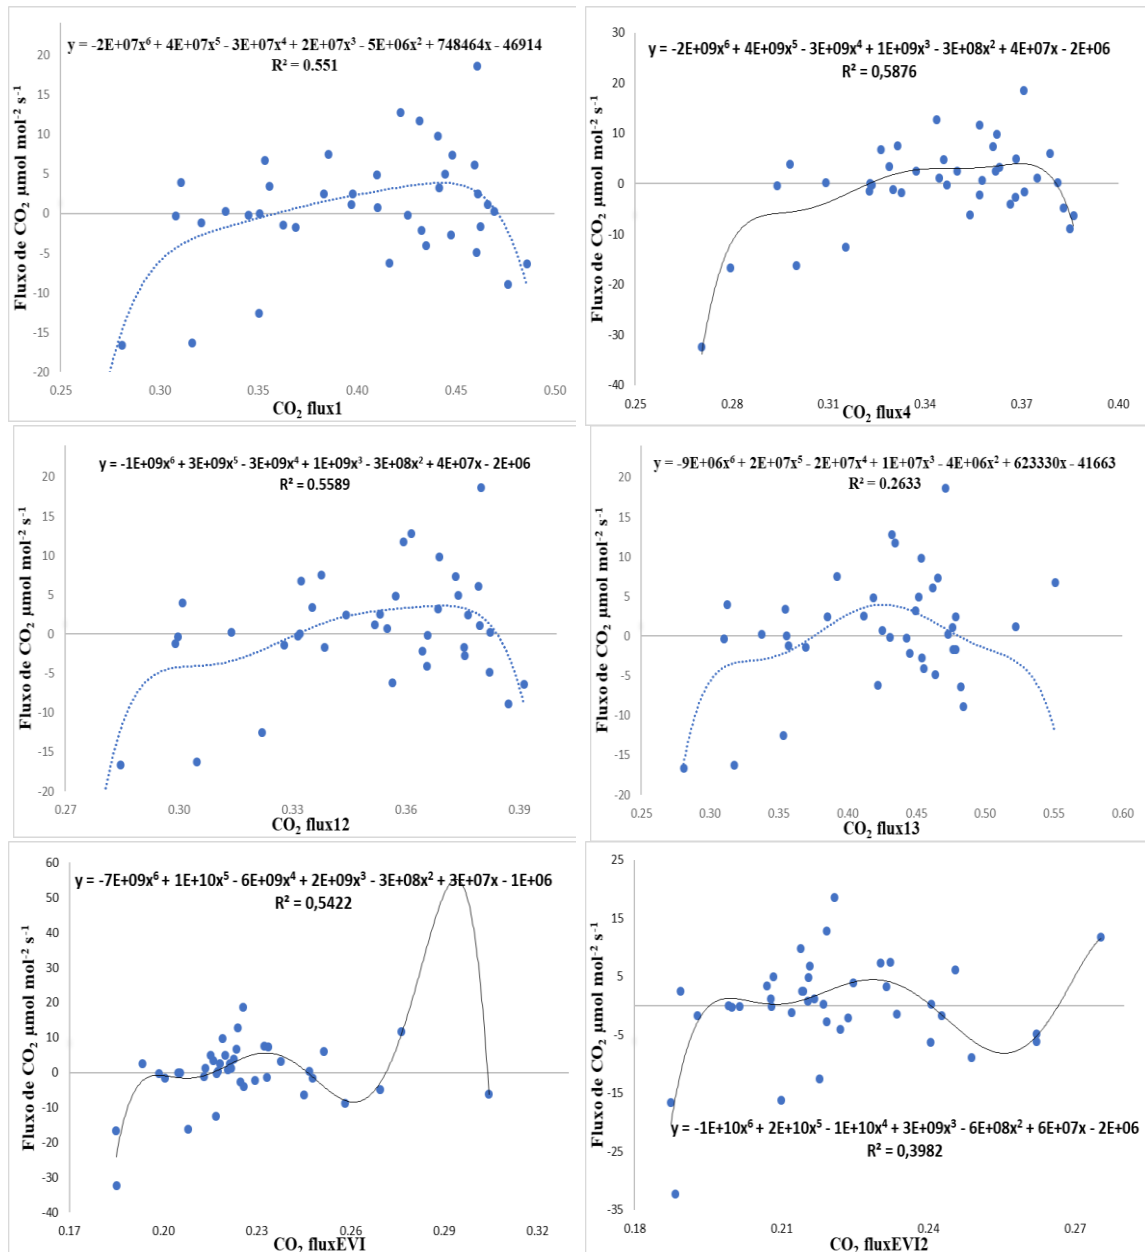 y = -2E+07x⁶ + 4E+07x⁵ - 3E+07x⁴ + 2E+07x³ - 5E+06x² + 748464x - 46914
R² = 0.551
Fluxo de CO₂ µmol mol⁻² s⁻¹
20
15
10
5
0
-5
-10
-15
-20
0.25 0.30 0.35 0.40 0.45 0.50
CO₂ flux1
y = -2E+09x⁶ + 4E+09x⁵ - 3E+09x⁴ + 1E+09x³ - 3E+08x² + 4E+07x - 2E+06
R² = 0,5876
Fluxo de CO₂ µmol mol⁻² s⁻¹
30
20
10
0
-10
-20
-30
-40
0.25 0.28 0.31 0.34 0.37 0.40
CO₂ flux4
y = -1E+09x⁶ + 3E+09x⁵ - 3E+09x⁴ + 1E+09x³ - 3E+08x² + 4E+07x - 2E+06
R² = 0.5589
Fluxo de CO₂ µmol mol⁻² s⁻¹
20
15
10
5
0
-5
-10
-15
-20
0.27 0.30 0.33 0.36 0.39
CO₂ flux12
y = -9E+06x⁶ + 2E+07x⁵ - 2E+07x⁴ + 1E+07x³ - 4E+06x² + 623330x - 41663
R² = 0.2633
Fluxo de CO₂ µmol mol⁻² s⁻¹
20
15
10
5
0
-5
-10
-15
-20
0.25 0.30 0.35 0.40 0.45 0.50 0.55 0.60
CO₂ flux13
y = -7E+09x⁶ + 1E+10x⁵ - 6E+09x⁴ + 2E+09x³ - 3E+08x² + 3E+07x - 1E+06
R² = 0,5422
Fluxo de CO₂ µmol mol⁻² s⁻¹
60
50
40
30
20
10
0
-10
-20
-30
-40
0.17 0.20 0.23 0.26 0.29 0.32
CO₂ fluxEVI
Fluxo de CO₂ µmol mol⁻² s⁻¹
25
15
5
-5
-15
-25
-35
y = -1E+10x⁶ + 2E+10x⁵ - 1E+10x⁴ + 3E+09x³ - 6E+08x² + 6E+07x - 2E+06
R² = 0,3982
0.18 0.21 0.24 0.27
CO₂ fluxEVI2